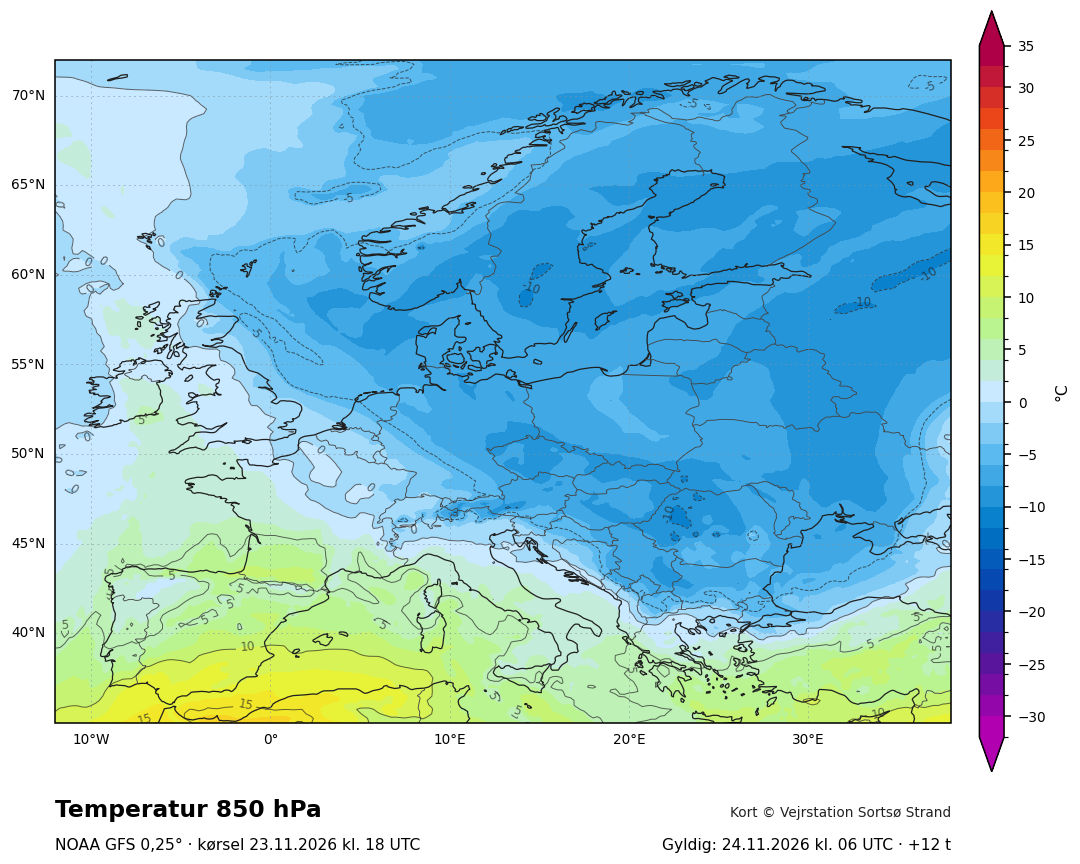 70°N
65°N
60°N
55°N
50°N
45°N
40°N
10°W 0° 10°E 20°E 30°E
35
30
25
20
15
10
5
0
−5
−10
−15
−20
−25
−30
°C
Temperatur 850 hPa
Kort © Vejrstation Sortsø Strand
NOAA GFS 0,25° · kørsel 23.11.2026 kl. 18 UTC
Gyldig: 24.11.2026 kl. 06 UTC · +12 t